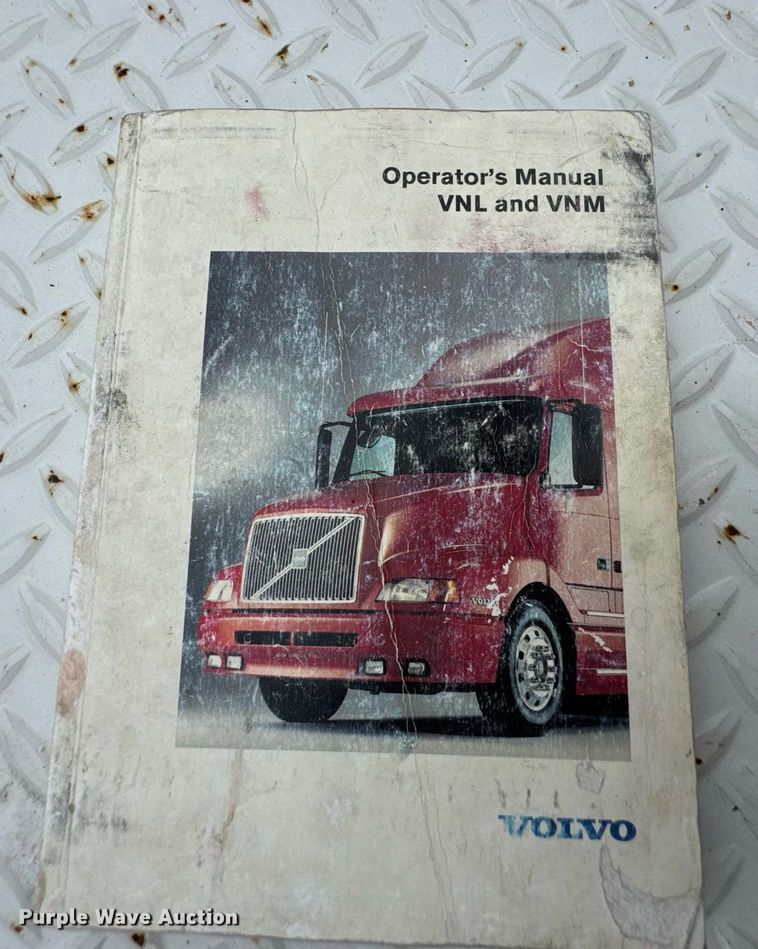 Operator's Manual
VNL and VNM
VOLVO
Purple Wave Auction